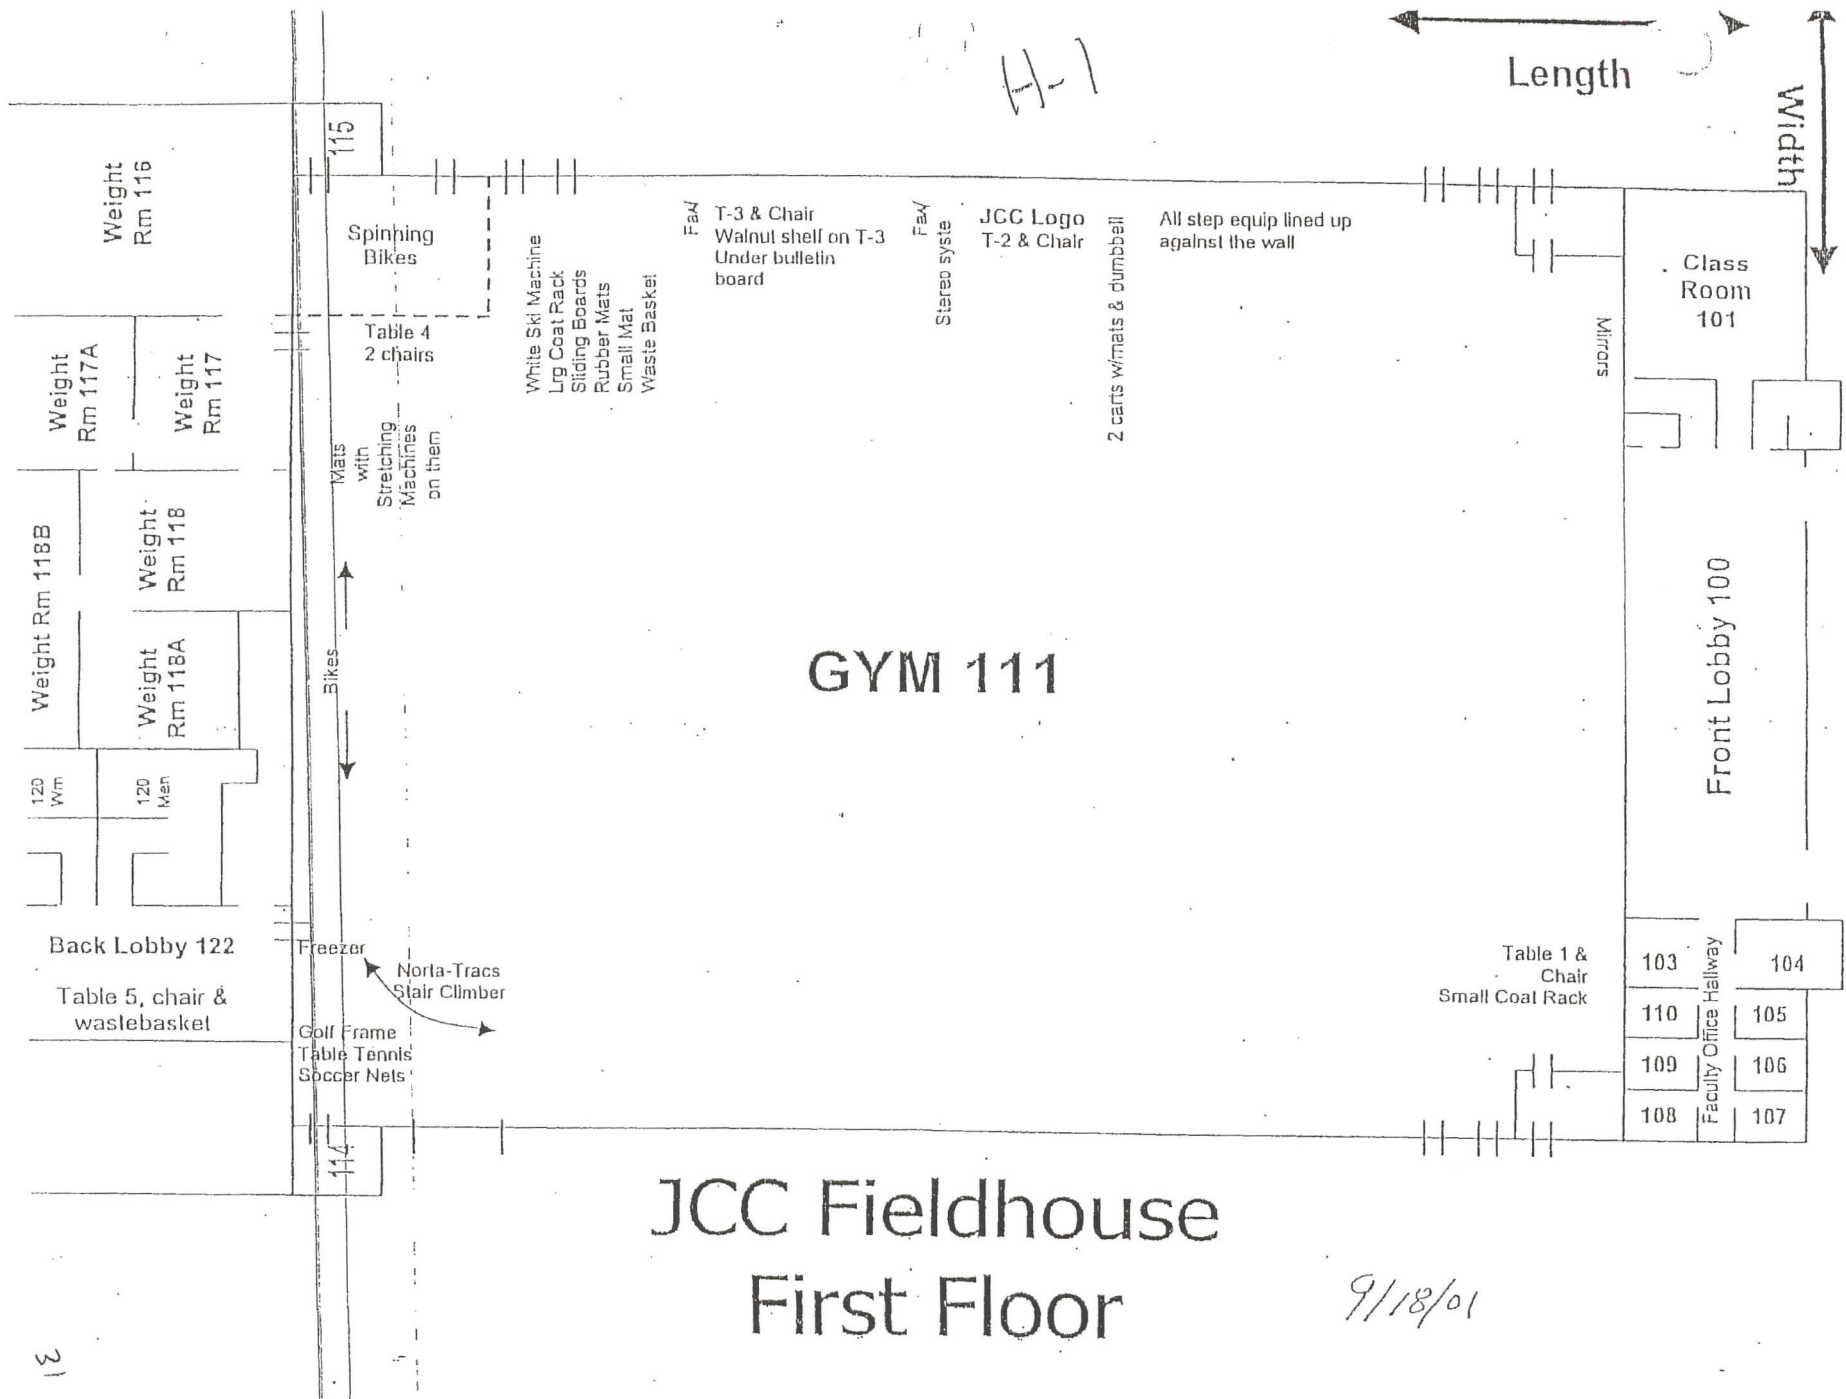 H-1
Length
Width
115
Weight
Rm 116
Spinning
Bikes
Table 4
2 chairs
White Ski Machine
Lrg Coat Rack
Sliding Boards
Rubber Mats
Small Mat
Waste Basket
T-3 & Chair
Walnut shelf on T-3
Under bulletin
board
Stereo syste
JCC Logo
T-2 & Chair
2 carts w/mats & dumbbell
All step equip lined up
against the wall
Mirrors
Class
Room
101
Weight
Rm 117A
Weight
Rm 117
Mats
with
Stretching
Machines
on them
Weight Rm 118B
Weight
Rm 118
Weight
Rm 118A
Bikes
GYM 111
Front Lobby 100
120
Wm
120
Men
Back Lobby 122
Table 5, chair &
wastebasket
Freezer
Norta-Tracs
Stair Climber
Golf Frame
Table Tennis
Soccer Nets
Table 1 &
Chair
Small Coat Rack
103
104
110
105
109
106
108
107
Faculty Office Hallway
114
JCC Fieldhouse
First Floor
9/18/01
31